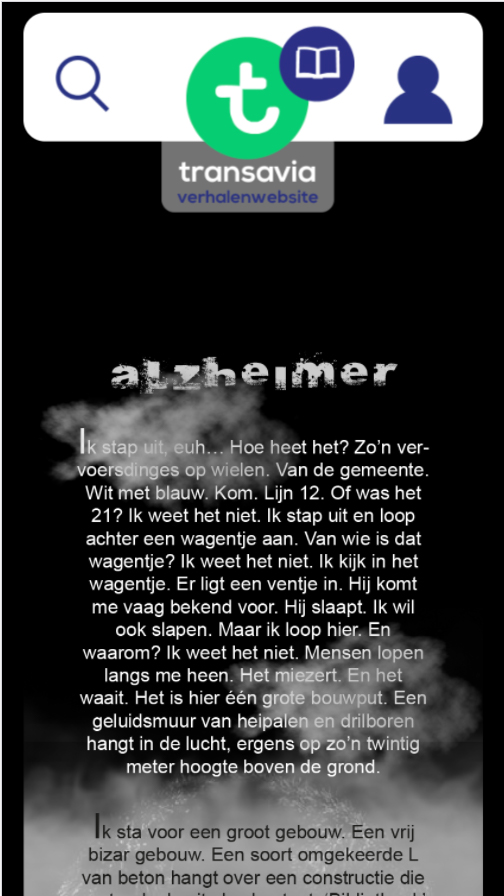 t
transavia
verhalenwebsite
alzheimer
Ik stap uit, euh… Hoe heet het? Zo’n ver-
voersdinges op wielen. Van de gemeente.
Wit met blauw. Kom. Lijn 12. Of was het
21? Ik weet het niet. Ik stap uit en loop
achter een wagentje aan. Van wie is dat
wagentje? Ik weet het niet. Ik kijk in het
wagentje. Er ligt een ventje in. Hij komt
me vaag bekend voor. Hij slaapt. Ik wil
ook slapen. Maar ik loop hier. En
waarom? Ik weet het niet. Mensen lopen
langs me heen. Het miezert. En het
waait. Het is hier één grote bouwput. Een
geluidsmuur van heipalen en drilboren
hangt in de lucht, ergens op zo’n twintig
meter hoogte boven de grond.
Ik sta voor een groot gebouw. Een vrij
bizar gebouw. Een soort omgekeerde L
van beton hangt over een constructie die